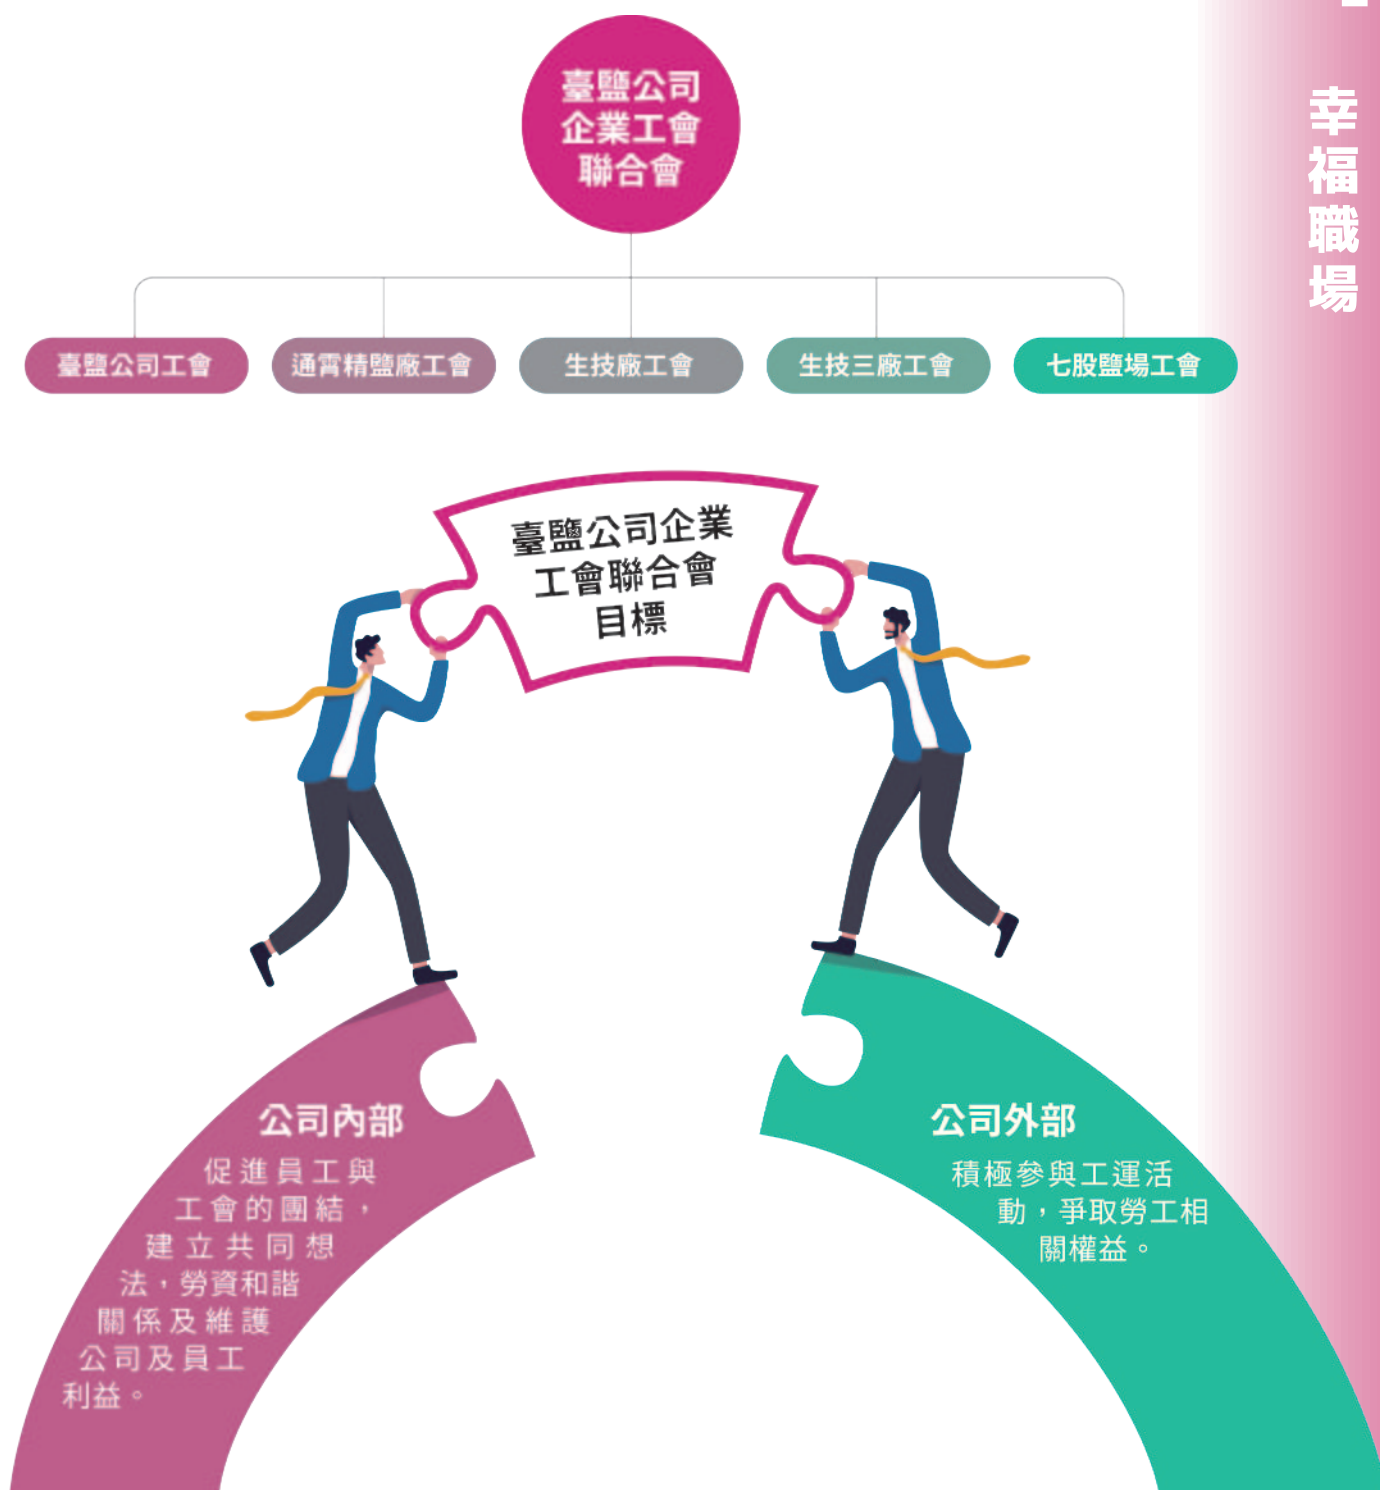 臺鹽公司
企業工會
聯合會
幸福職場
臺鹽公司工會
通霄精鹽廠工會
生技廠工會
生技三廠工會
七股鹽場工會
臺鹽公司企業
工會聯合會
目標
公司內部
促進員工與
工會的團結，
建立共同想
法，勞資和諧
關係及維護
公司及員工
利益。
公司外部
積極參與工運活
動，爭取勞工相
關權益。